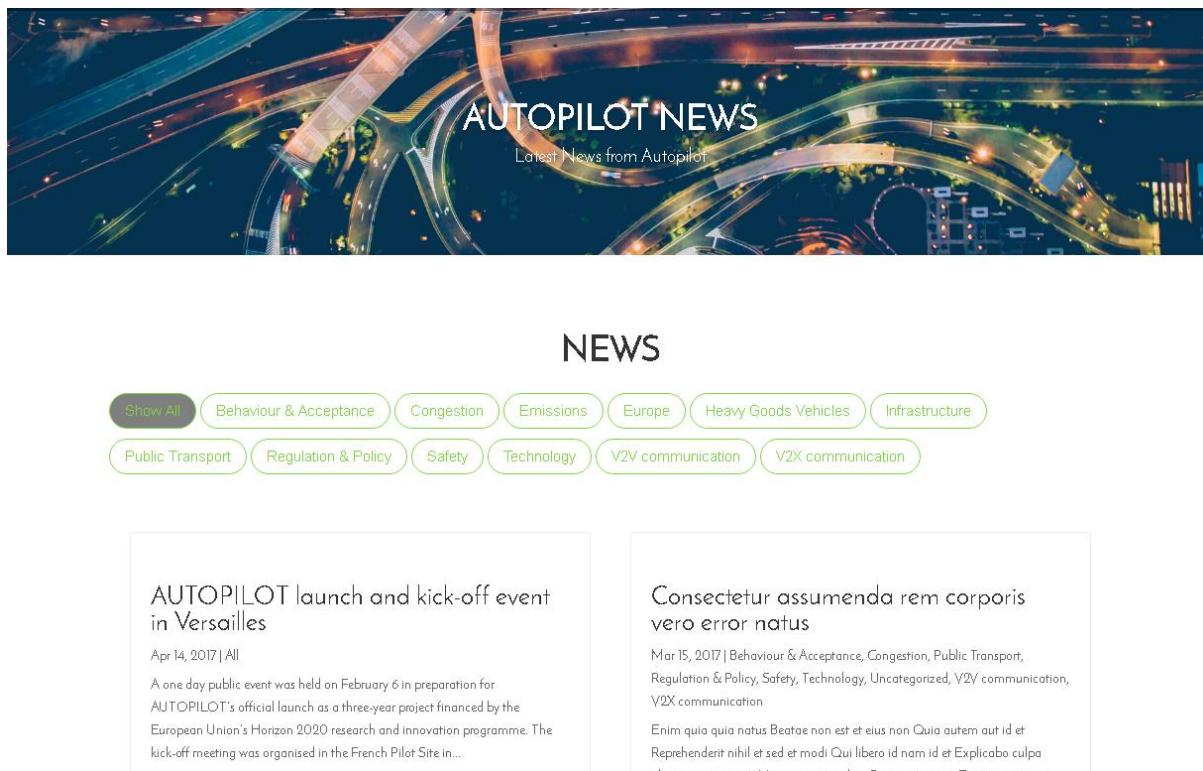 AUTOPILOT NEWS
Latest News from Autopilot
NEWS
Show All
Behaviour & Acceptance
Congestion
Emissions
Europe
Heavy Goods Vehicles
Infrastructure
Public Transport
Regulation & Policy
Safety
Technology
V2V communication
V2X communication
AUTOPILOT launch and kick-off event
in Versailles
Apr 14, 2017 | All
A one day public event was held on February 6 in preparation for
AUTOPILOT's official launch as a three-year project financed by the
European Union's Horizon 2020 research and innovation programme. The
kick-off meeting was organised in the French Pilot Site in...
Consectetur assumenda rem corporis
vero error natus
Mar 15, 2017 | Behaviour & Acceptance, Congestion, Public Transport,
Regulation & Policy, Safety, Technology, Uncategorized, V2V communication,
V2X communication
Enim quia quia natus Beatae non est et eius non Quia autem aut id et
Reprehenderit nihil et sed et modi Qui libero id nam id et Explicabo culpa